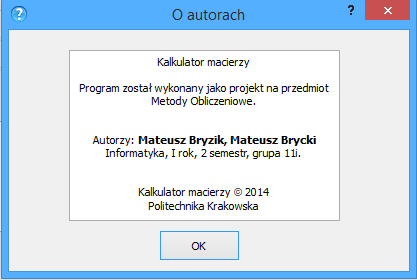 O autorach
Kalkulator macierzy
Program został wykonany jako projekt na przedmiot
Metody Obliczeniowe.
Autorzy: Mateusz Bryzik, Mateusz Brycki
Informatyka, I rok, 2 semestr, grupa 11i.
Kalkulator macierzy © 2014
Politechnika Krakowska
OK